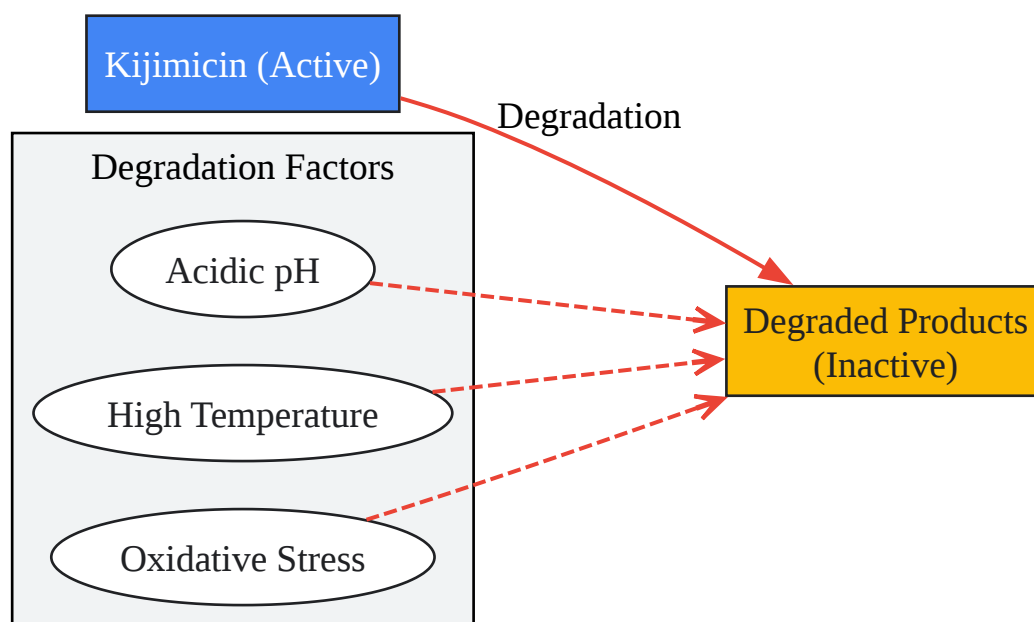 Kijimicin (Active)
Degradation
Degradation Factors
Acidic pH
High Temperature
Oxidative Stress
Degraded Products
(Inactive)